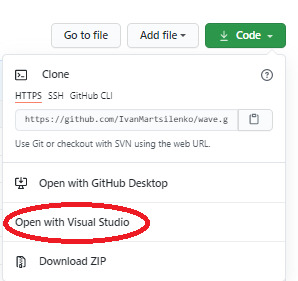 Go to file
Add file
Code
Clone
HTTPS SSH GitHub CLI
https://github.com/IvanMartsilenko/wave.g
Use Git or checkout with SVN using the web URL.
Open with GitHub Desktop
Open with Visual Studio
Download ZIP